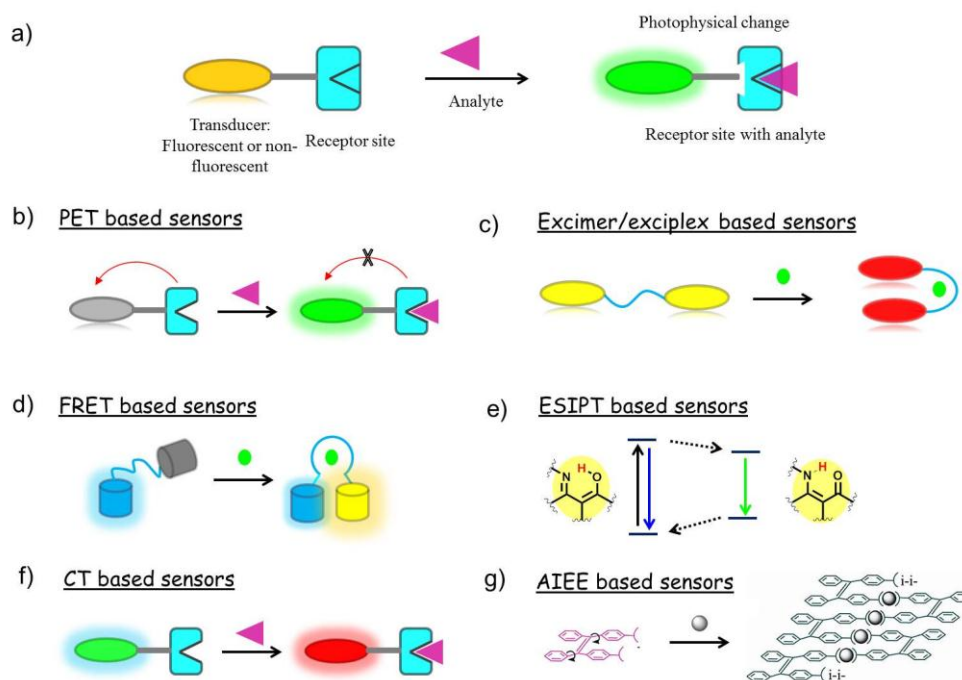 a)
Photophysical change
Analyte
Transducer:
Fluorescent or non-
fluorescent
Receptor site
Receptor site with analyte
b) PET based sensors
X
c) Excimer/exciplex based sensors
d) FRET based sensors
e) ESIPT based sensors
H
N
O
H
N
O
f) CT based sensors
g) AIEE based sensors
i-i-
i-i-